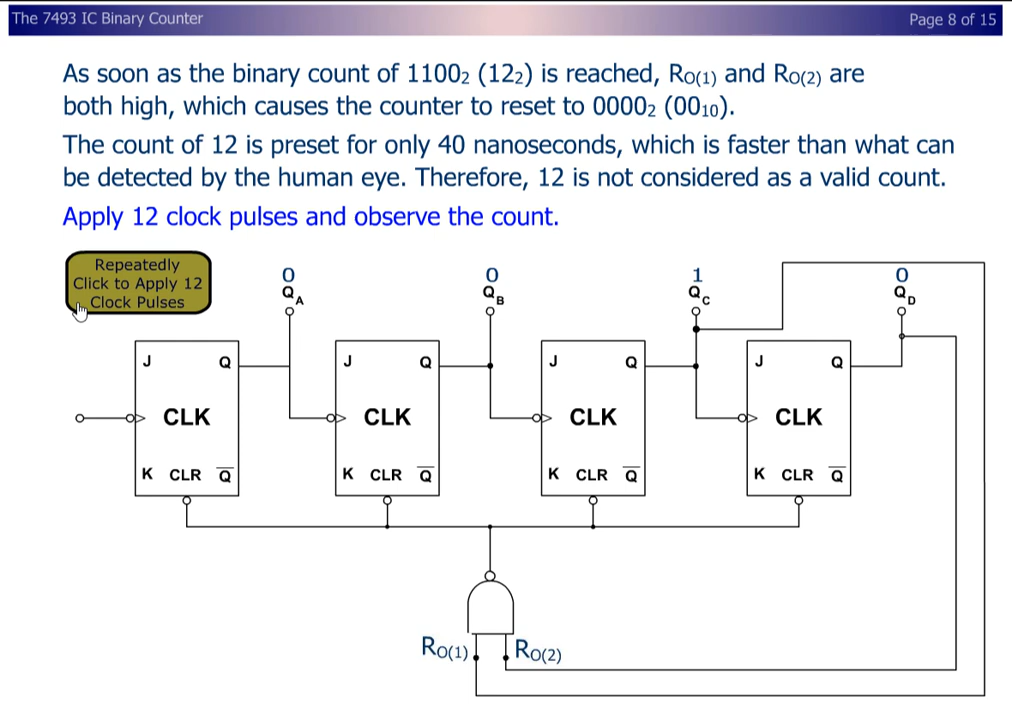 The 7493 IC Binary Counter Page 8 of 15
As soon as the binary count of 1100₂ (12₂) is reached, RO(1) and RO(2) are
both high, which causes the counter to reset to 0000₂ (00₁₀).
The count of 12 is preset for only 40 nanoseconds, which is faster than what can
be detected by the human eye. Therefore, 12 is not considered as a valid count.
Apply 12 clock pulses and observe the count.
Repeatedly
Click to Apply 12
Clock Pulses
0 0 1 0
QA QB QC QD
J Q J Q J Q J Q
CLK CLK CLK CLK
K CLR Q̅ K CLR Q̅ K CLR Q̅ K CLR Q̅
RO(1) RO(2)